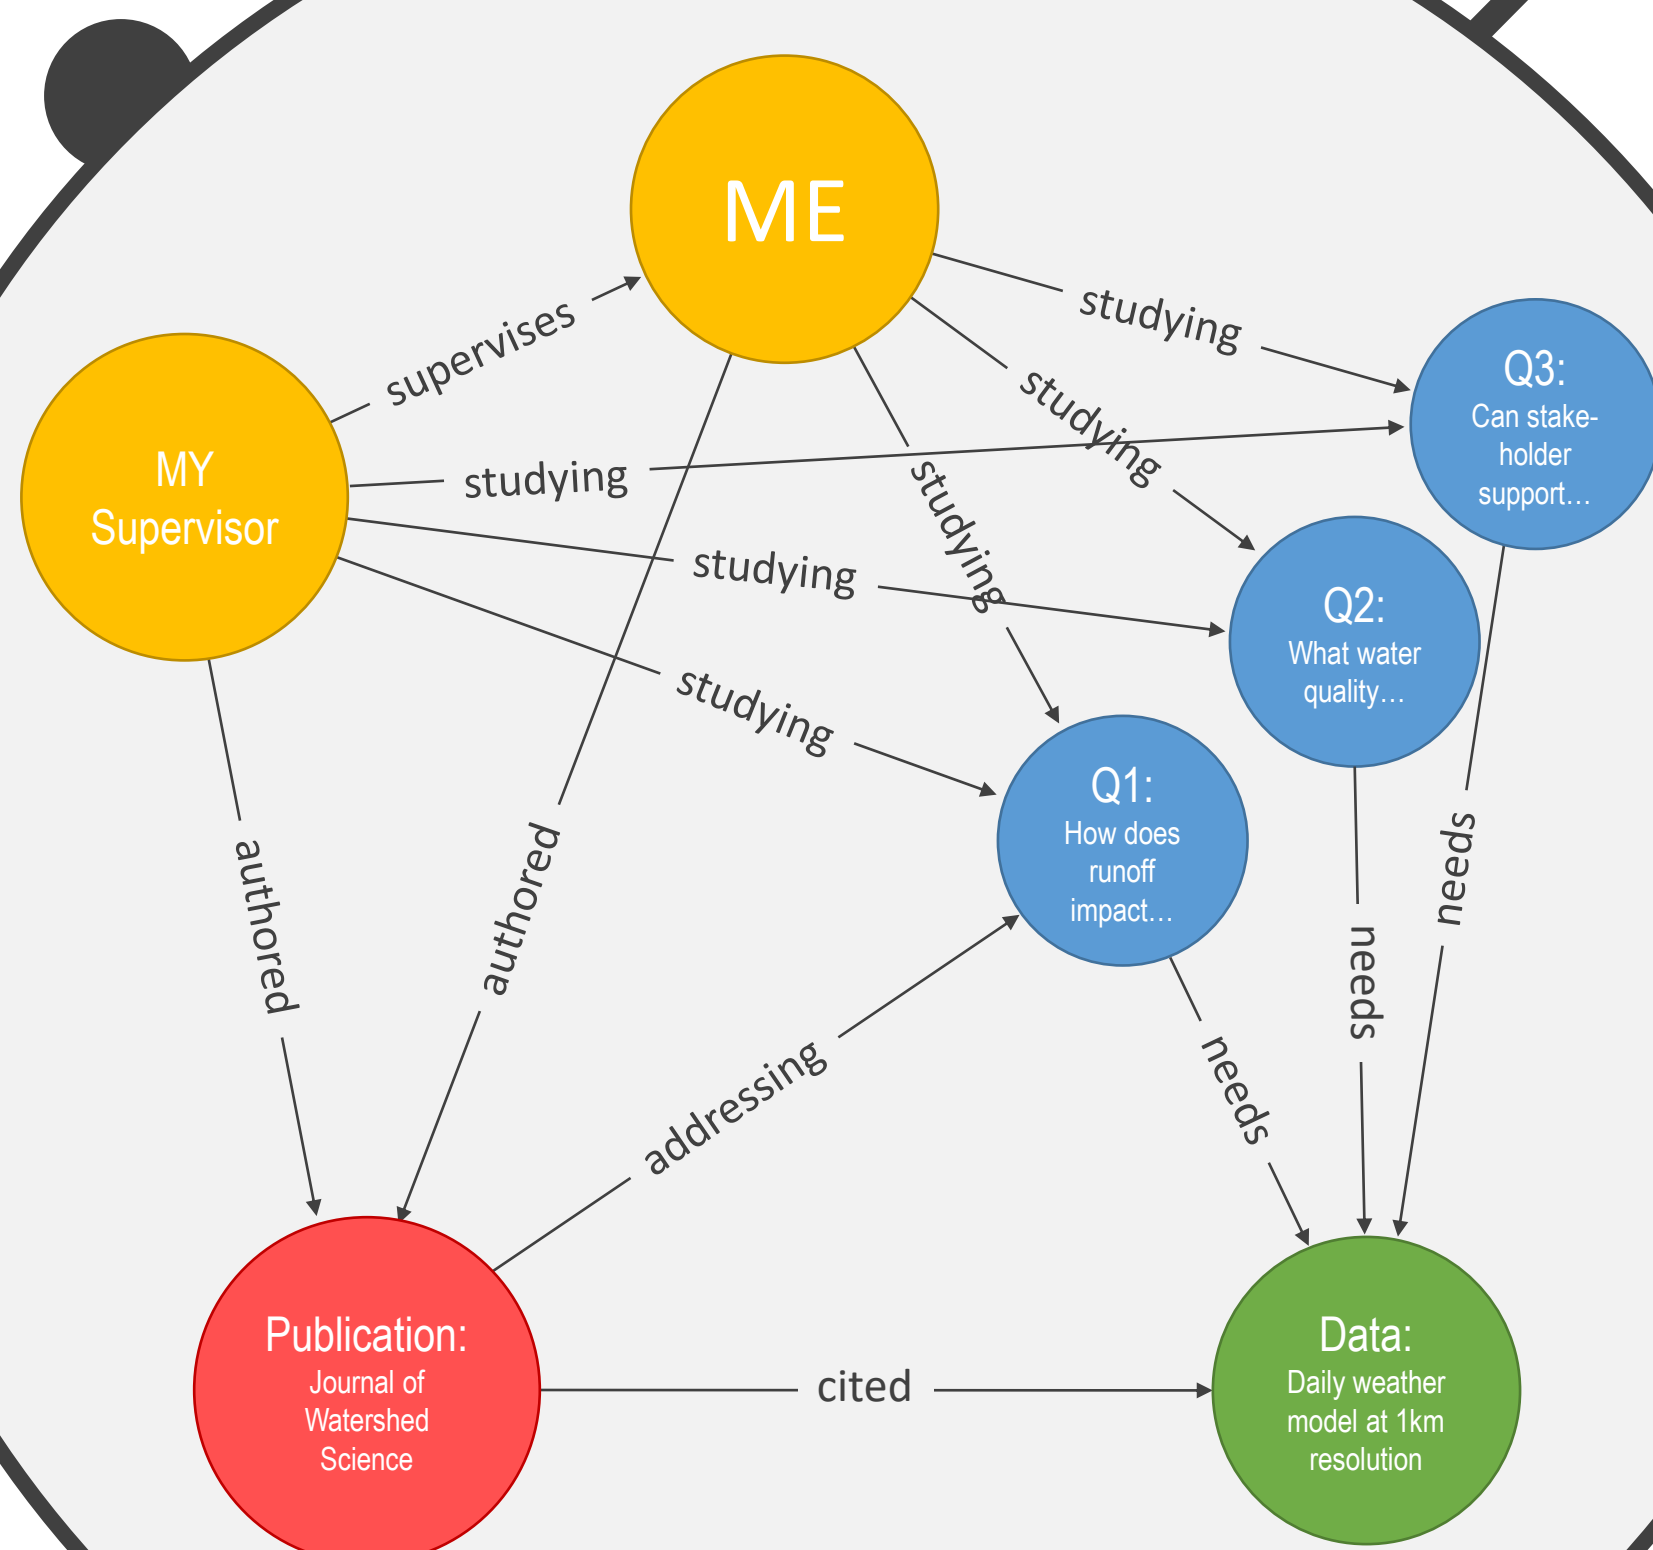 ME
supervises
studying
studying
studying
MY
Supervisor
studying
studying
studying
Q3:
Can stake-
holder
support…
Q2:
What water
quality…
Q1:
How does
runoff
impact…
authored
authored
addressing
needs
needs
needs
Publication:
Journal of
Watershed
Science
cited
Data:
Daily weather
model at 1km
resolution